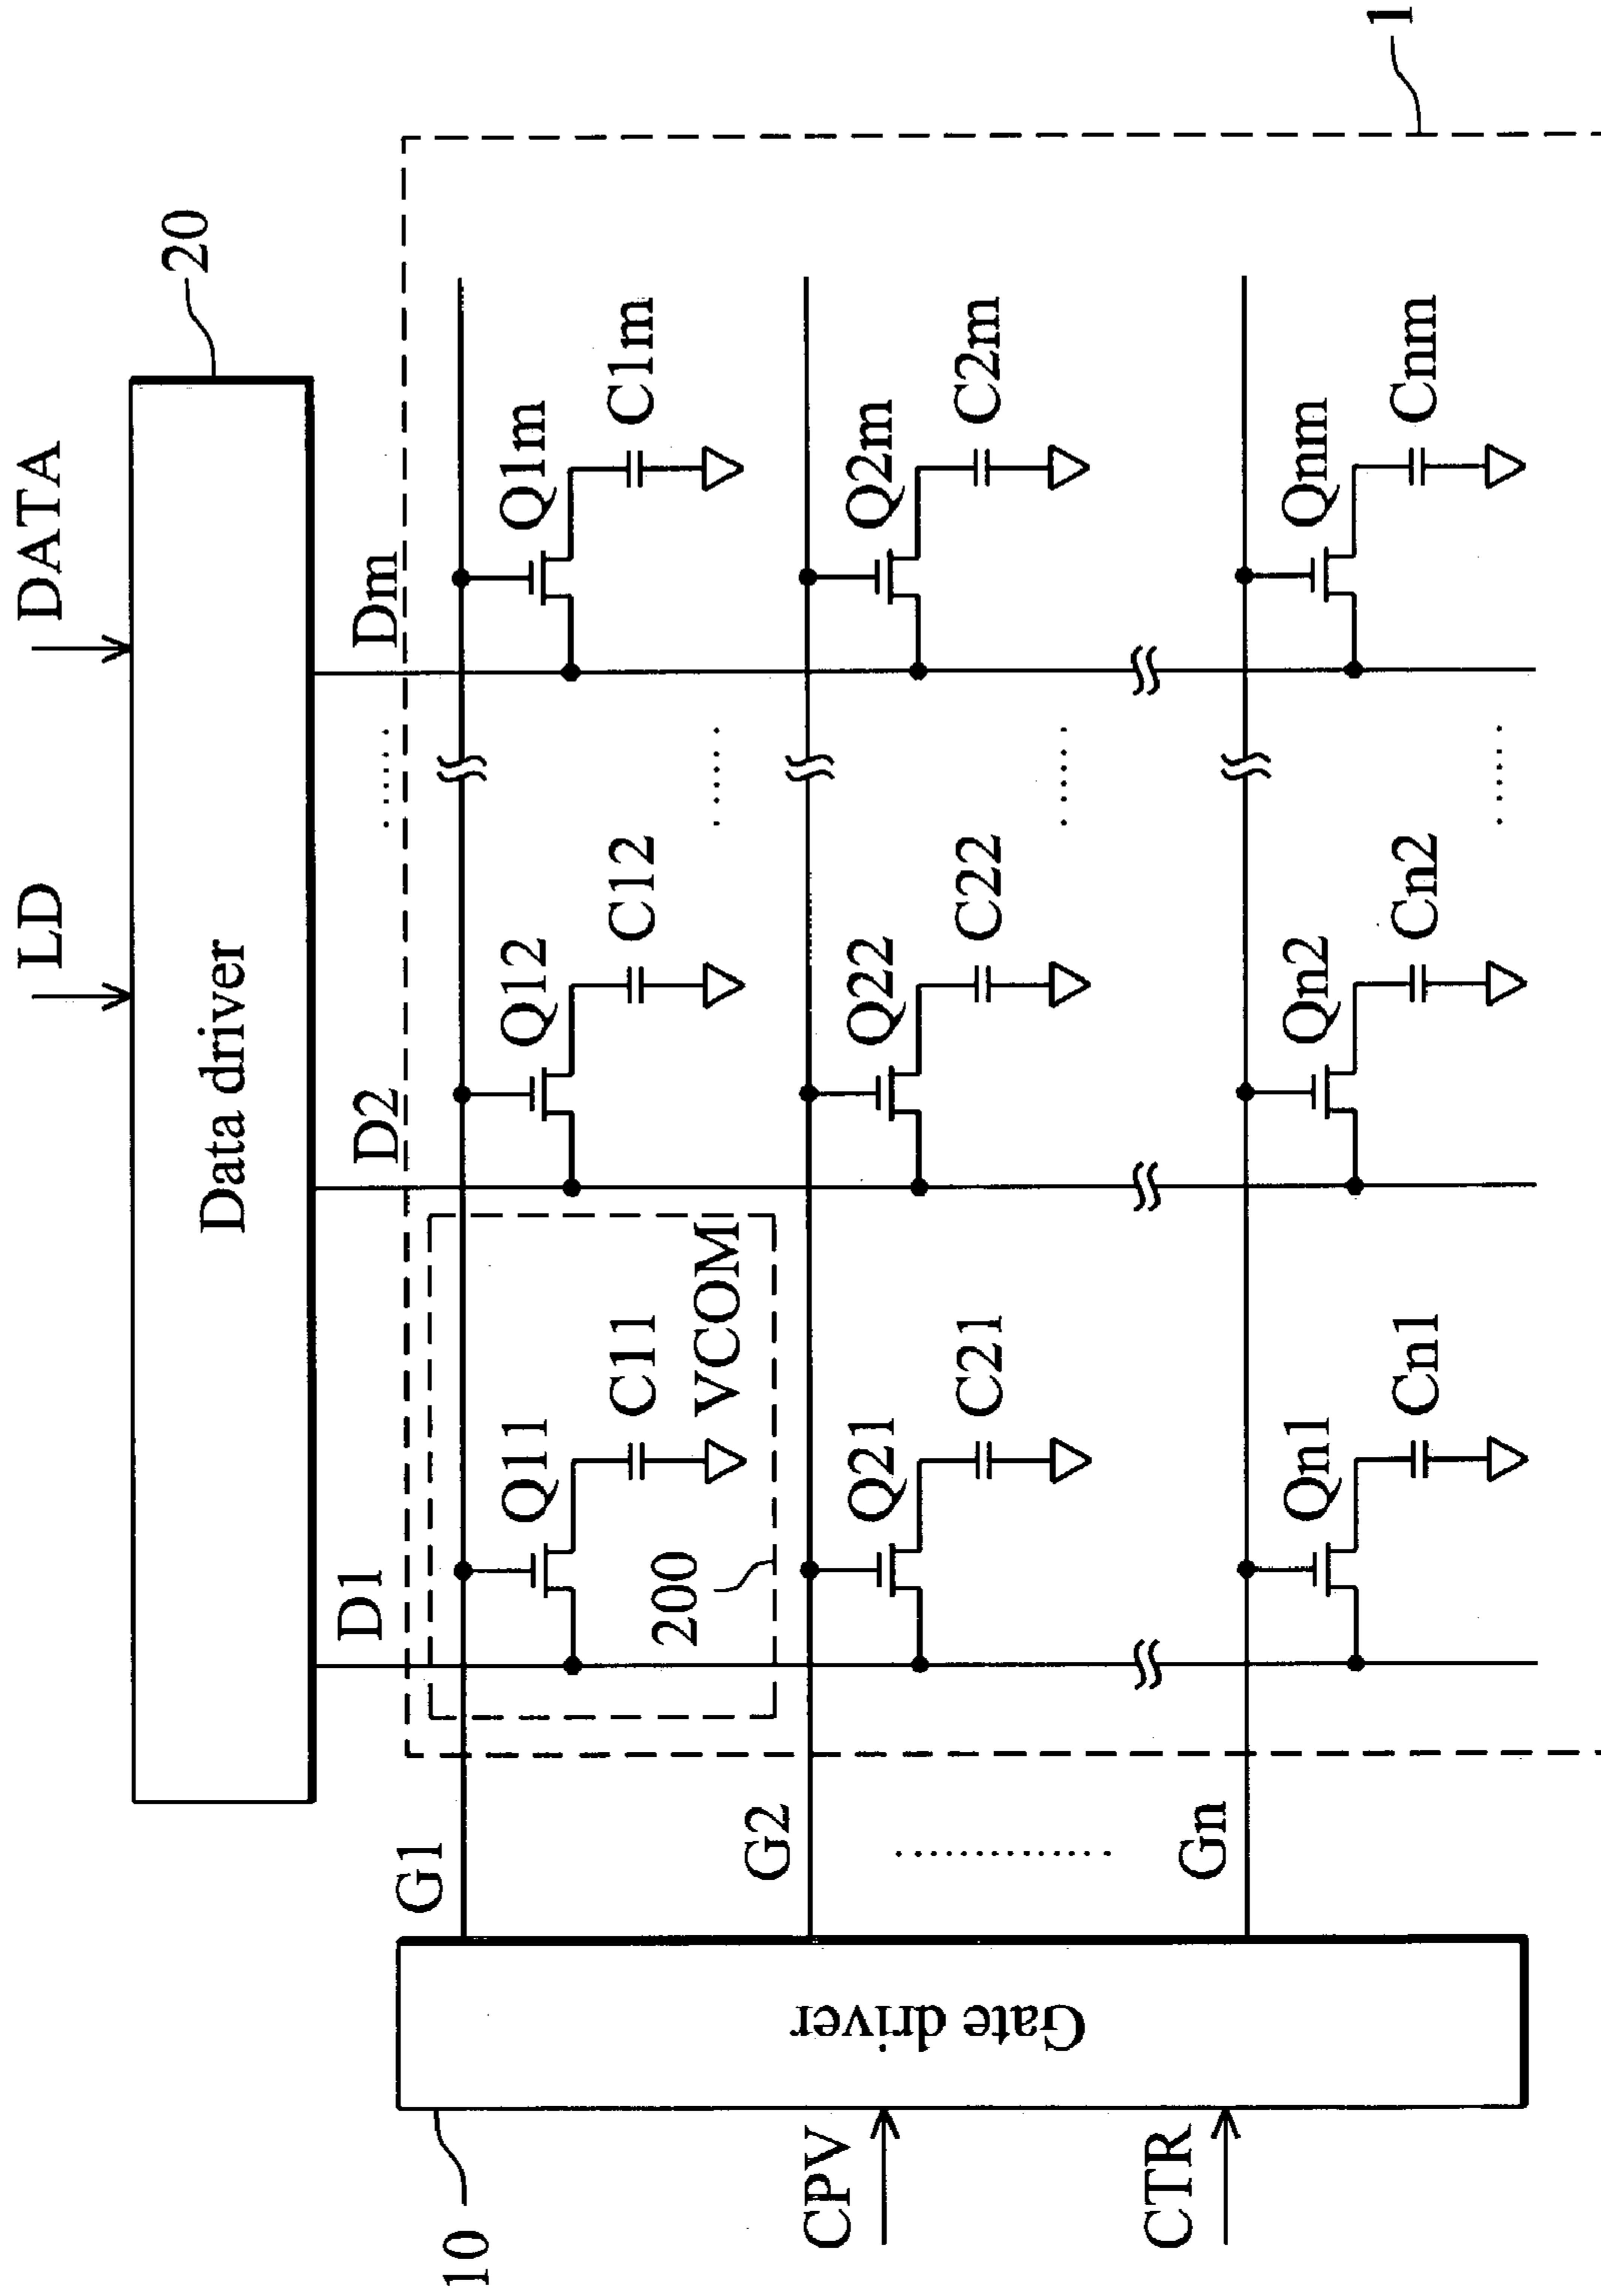 LD DATA
20
Data driver
D1 D2 ...... Dm
1
G1
Q11 Q12 Q1m
C11 C12 C1m
VCOM
200
......
G2
Q21 Q22 Q2m
C21 C22 C2m
......
Gn
Qn1 Qn2 Qnm
Cn1 Cn2 Cnm
......
Gate driver
10
CPV
CTR